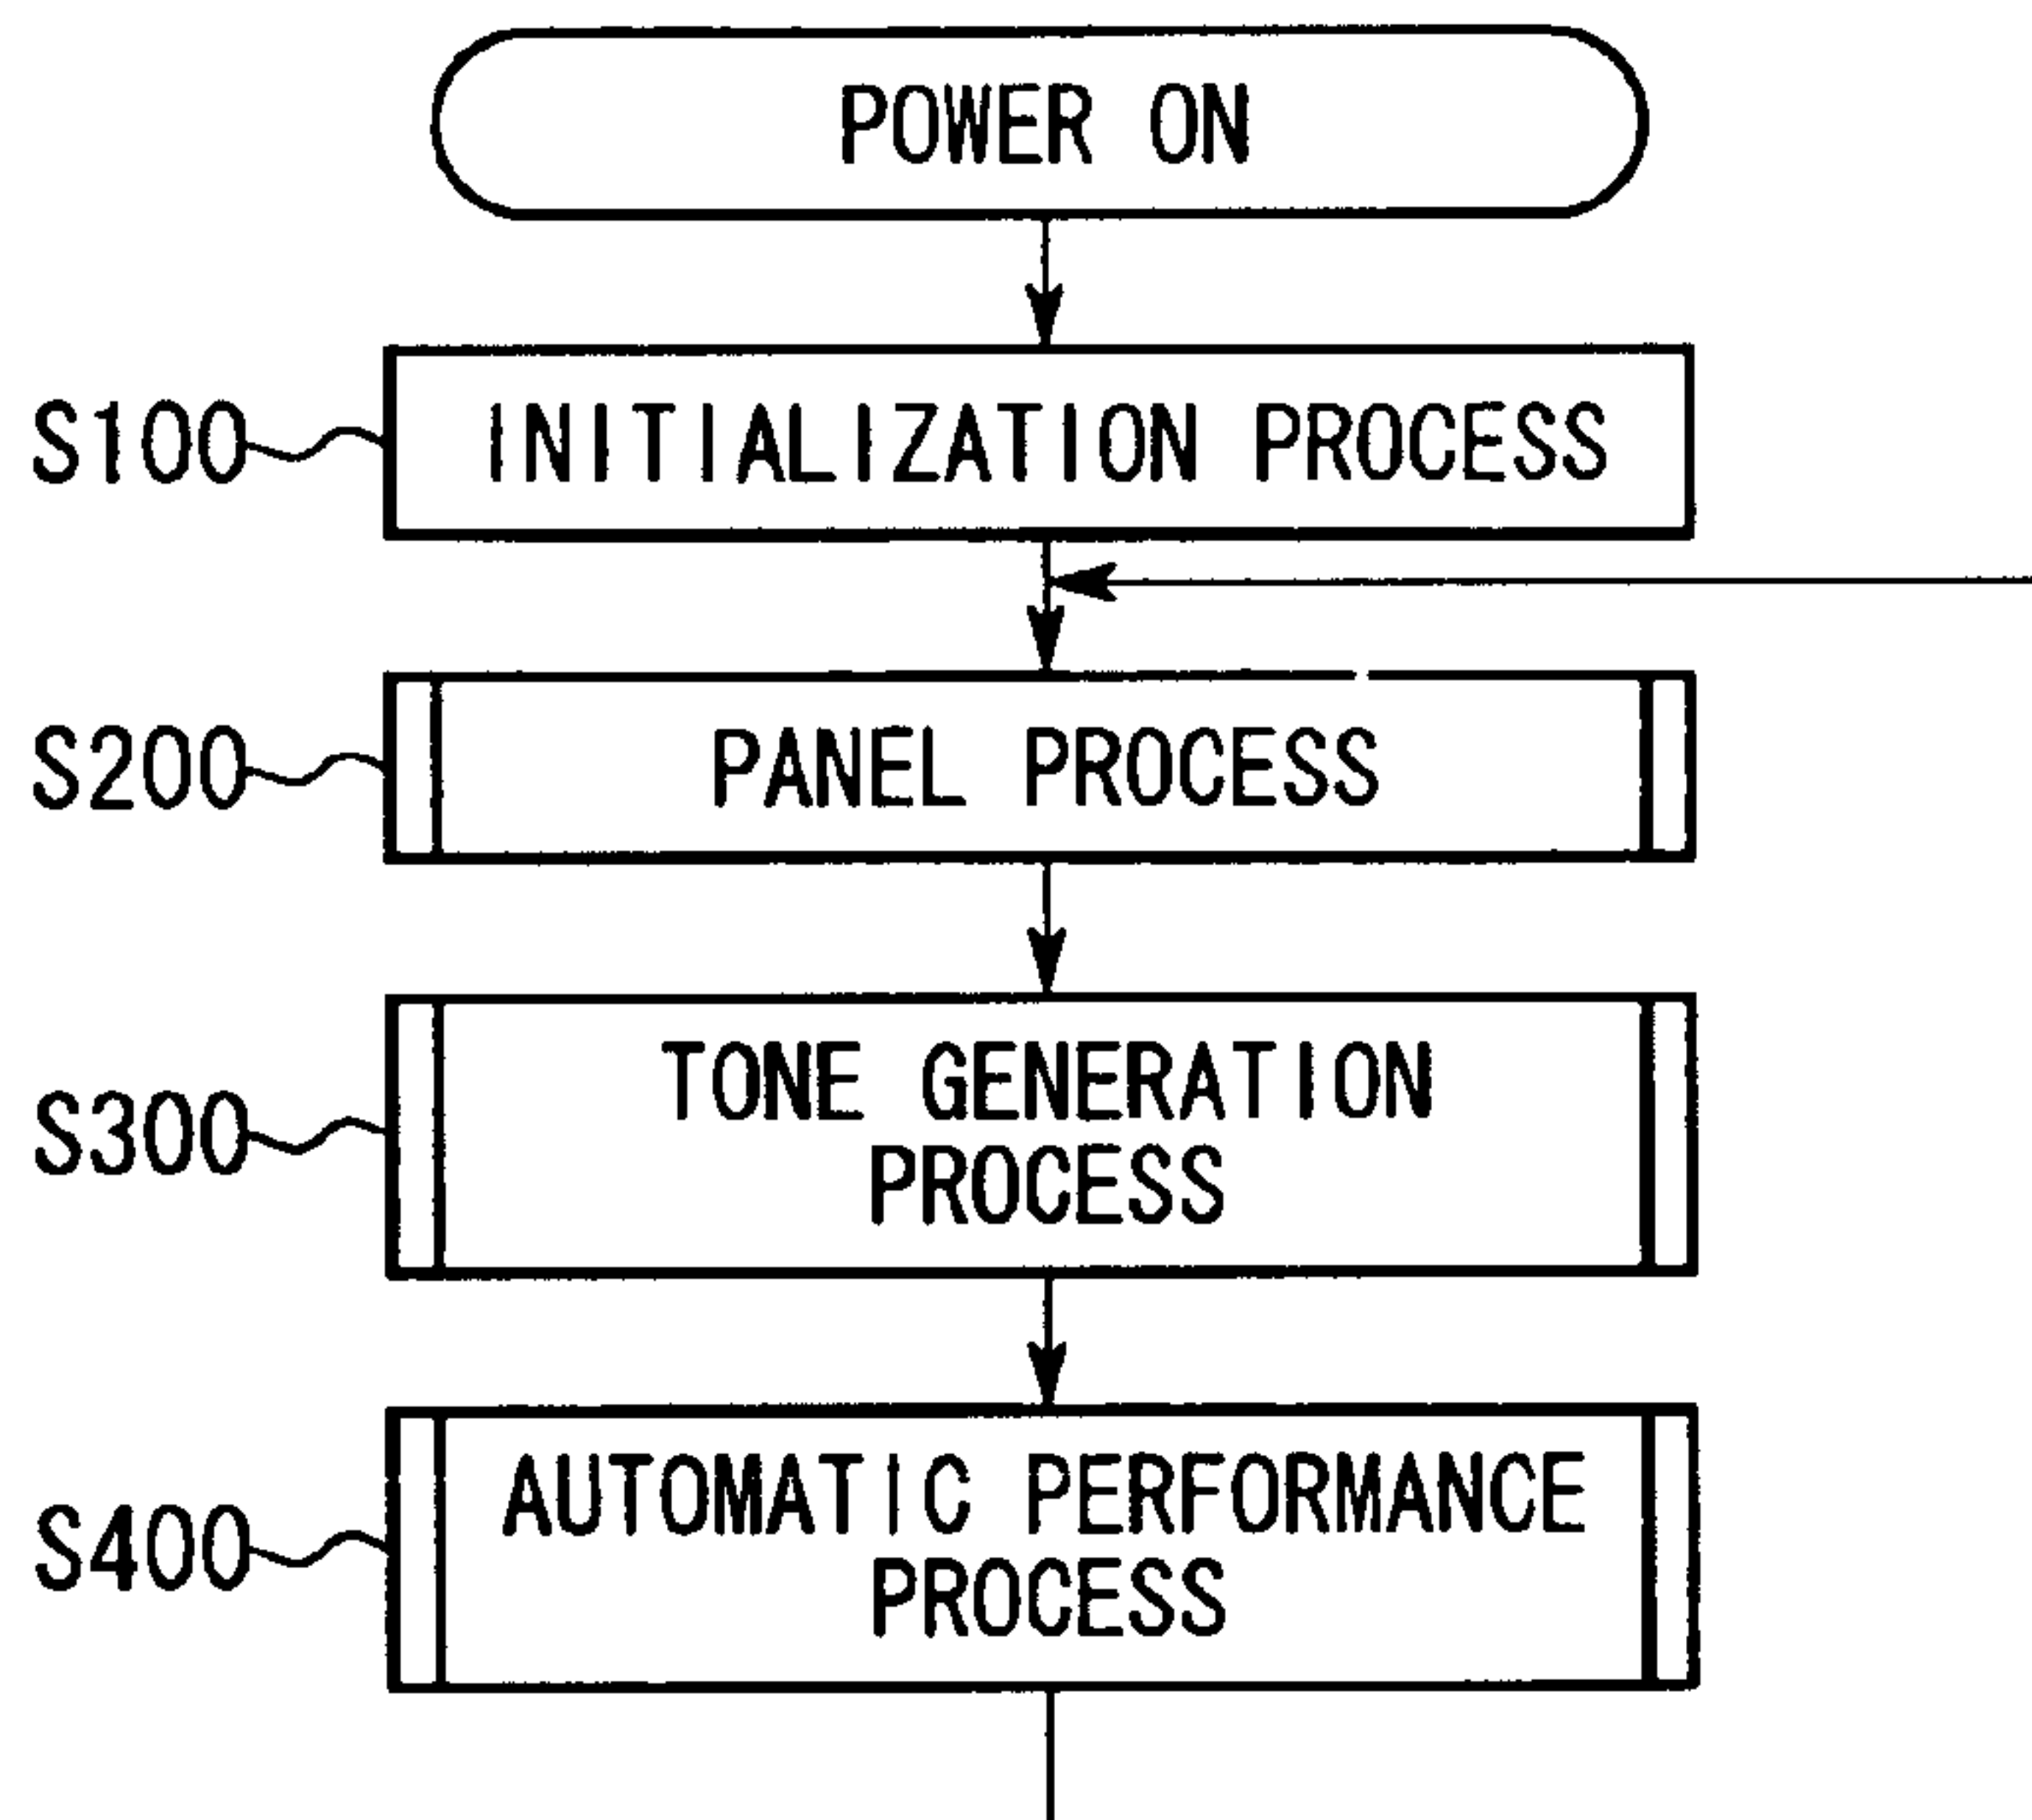 POWER ON
S100
INITIALIZATION PROCESS
S200
PANEL PROCESS
S300
TONE GENERATION
PROCESS
S400
AUTOMATIC PERFORMANCE
PROCESS